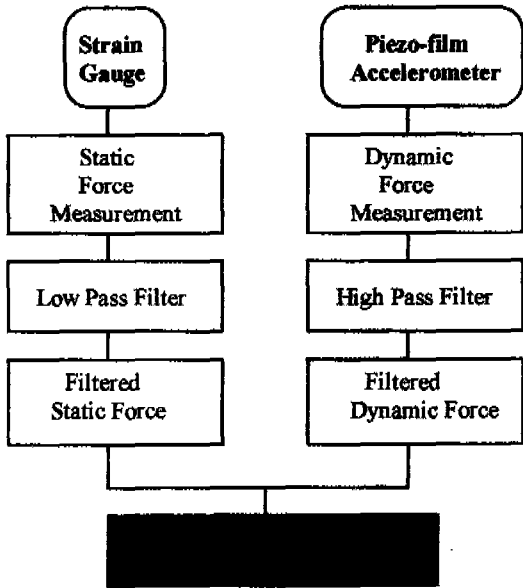 Strain
Gauge
Static
Force
Measurement
Low Pass Filter
Filtered
Static Force
Piezo-film
Accelerometer
Dynamic
Force
Measurement
High Pass Filter
Filtered
Dynamic Force